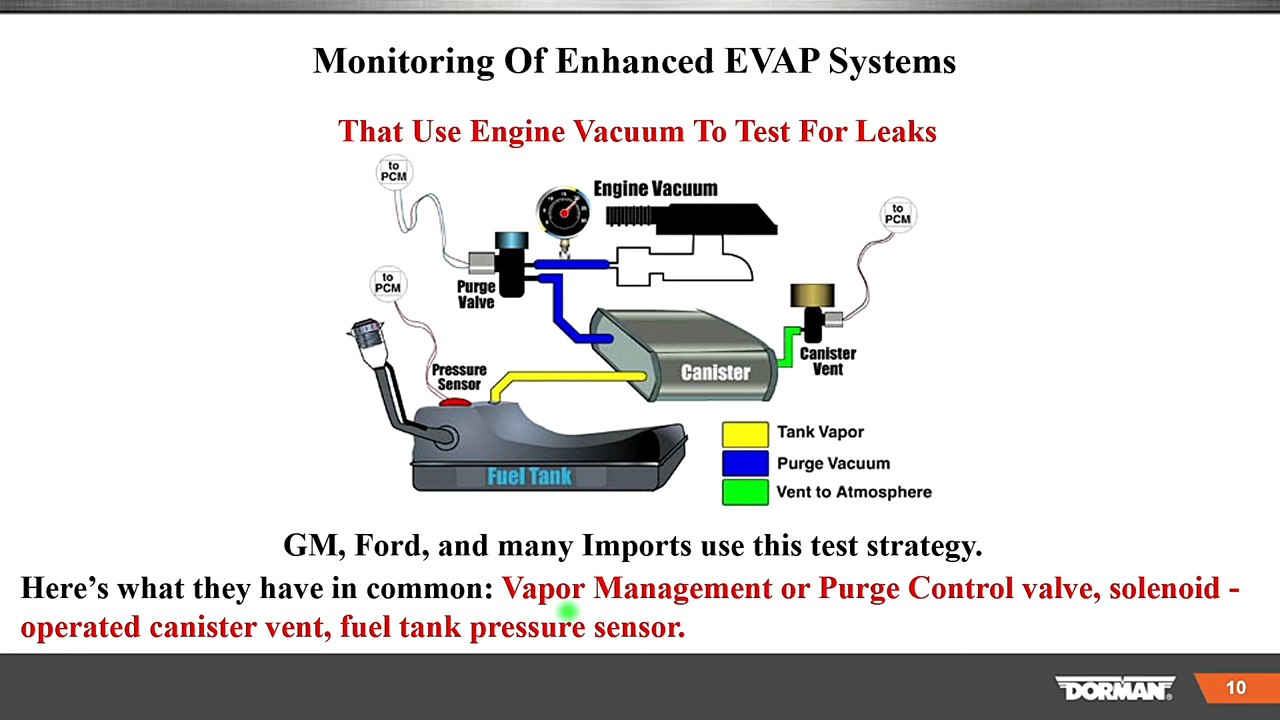 Monitoring Of Enhanced EVAP Systems
That Use Engine Vacuum To Test For Leaks
to
PCM
Engine Vacuum
to
PCM
to
PCM
Purge
Valve
Canister
Vent
Pressure
Sensor
Canister
Fuel Tank
Tank Vapor
Purge Vacuum
Vent to Atmosphere
GM, Ford, and many Imports use this test strategy.
Here’s what they have in common: Vapor Management or Purge Control valve, solenoid -
operated canister vent, fuel tank pressure sensor.
DORMAN®
10